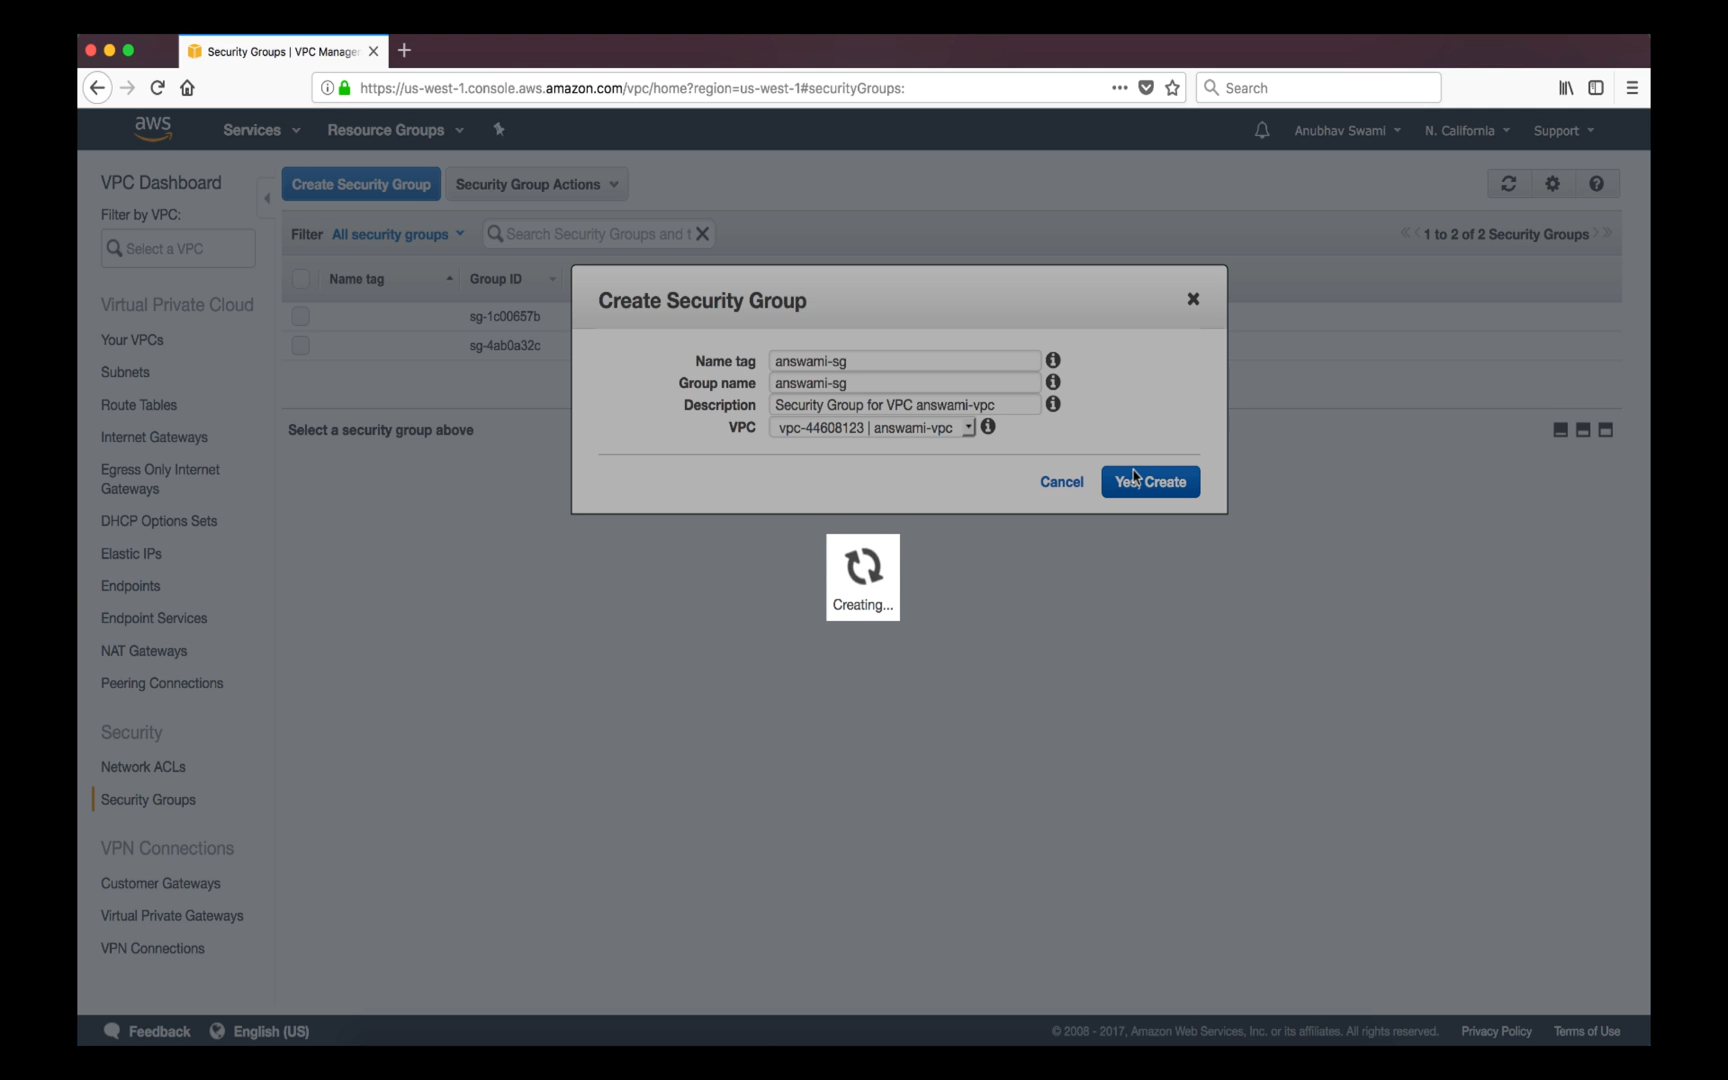 Security Groups | VPC Manage
https://us-west-1.console.aws.amazon.com/vpc/home?region=us-west-1#securityGroups:
Search
aws
Services
Resource Groups
Anubhav Swami
N. California
Support
VPC Dashboard
Filter by VPC:
Select a VPC
Virtual Private Cloud
Your VPCs
Subnets
Route Tables
Internet Gateways
Egress Only Internet
Gateways
DHCP Options Sets
Elastic IPs
Endpoints
Endpoint Services
NAT Gateways
Peering Connections
Security
Network ACLs
Security Groups
VPN Connections
Customer Gateways
Virtual Private Gateways
VPN Connections
Create Security Group
Security Group Actions
Filter All security groups
Search Security Groups and t
1 to 2 of 2 Security Groups
Name tag
Group ID
sg-1c00657b
sg-4ab0a32c
Select a security group above
Create Security Group
Name tag answami-sg
Group name answami-sg
Description Security Group for VPC answami-vpc
VPC vpc-44608123 | answami-vpc
Cancel
Yes, Create
Creating...
Feedback
English (US)
© 2008 - 2017, Amazon Web Services, Inc. or its affiliates. All rights reserved.
Privacy Policy
Terms of Use